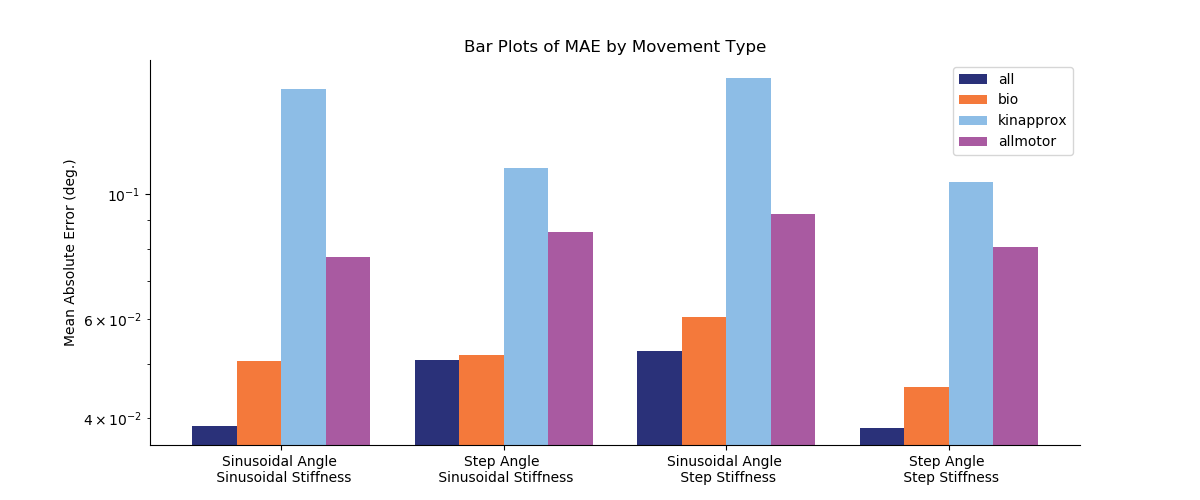 Bar Plots of MAE by Movement Type
all
bio
kinapprox
allmotor
Mean Absolute Error (deg.)
10⁻¹
6 × 10⁻²
4 × 10⁻²
Sinusoidal Angle
Sinusoidal Stiffness
Step Angle
Sinusoidal Stiffness
Sinusoidal Angle
Step Stiffness
Step Angle
Step Stiffness